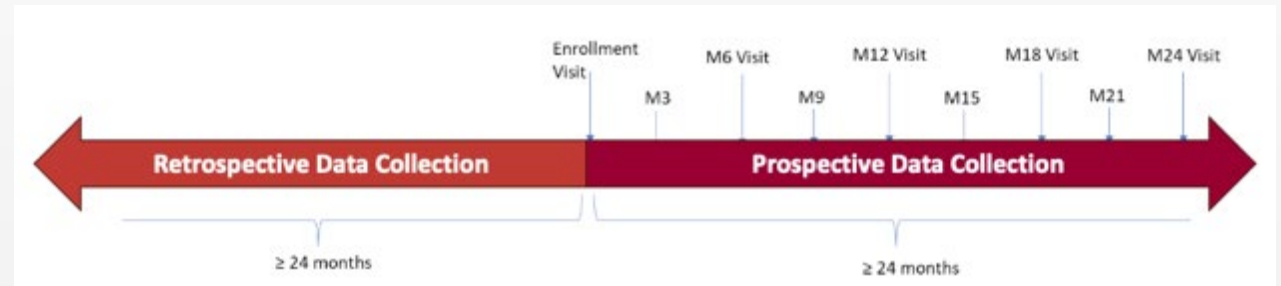 Enrollment
Visit
M3
M6 Visit
M9
M12 Visit
M15
M18 Visit
M21
M24 Visit
Retrospective Data Collection
Prospective Data Collection
≥ 24 months
≥ 24 months